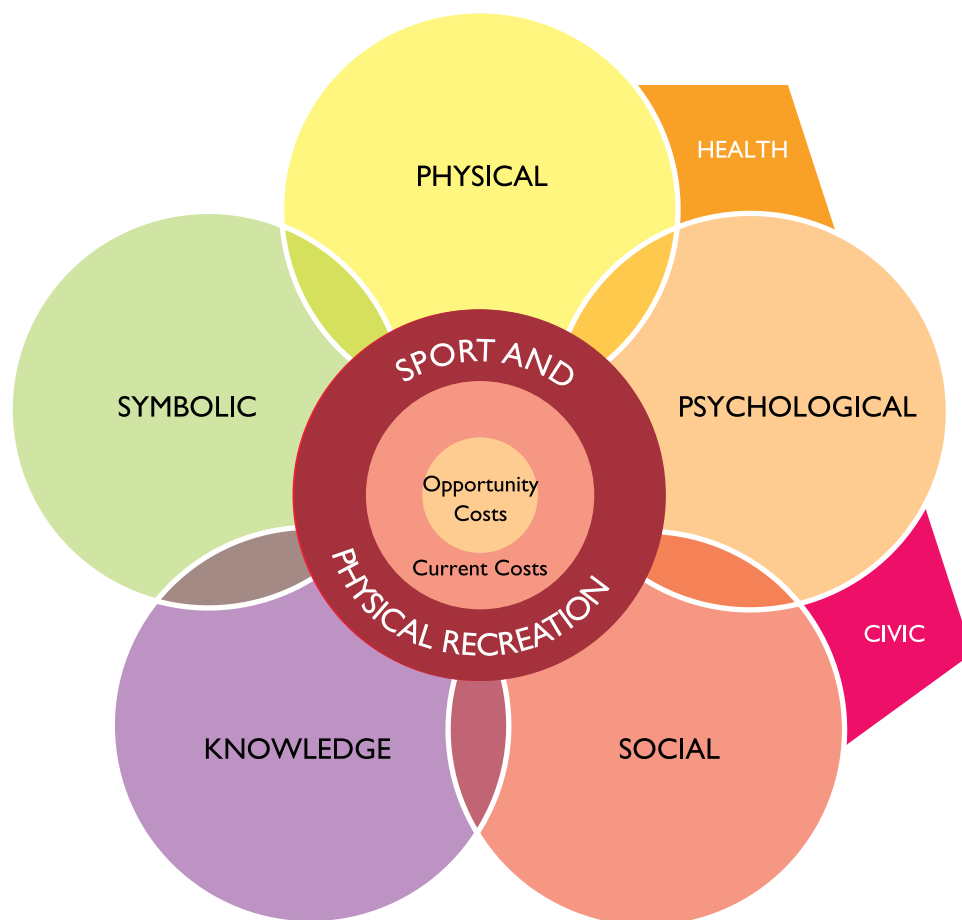 HEALTH
PHYSICAL
SYMBOLIC
PSYCHOLOGICAL
SPORT AND
PHYSICAL RECREATION
Opportunity
Costs
Current Costs
CIVIC
KNOWLEDGE
SOCIAL